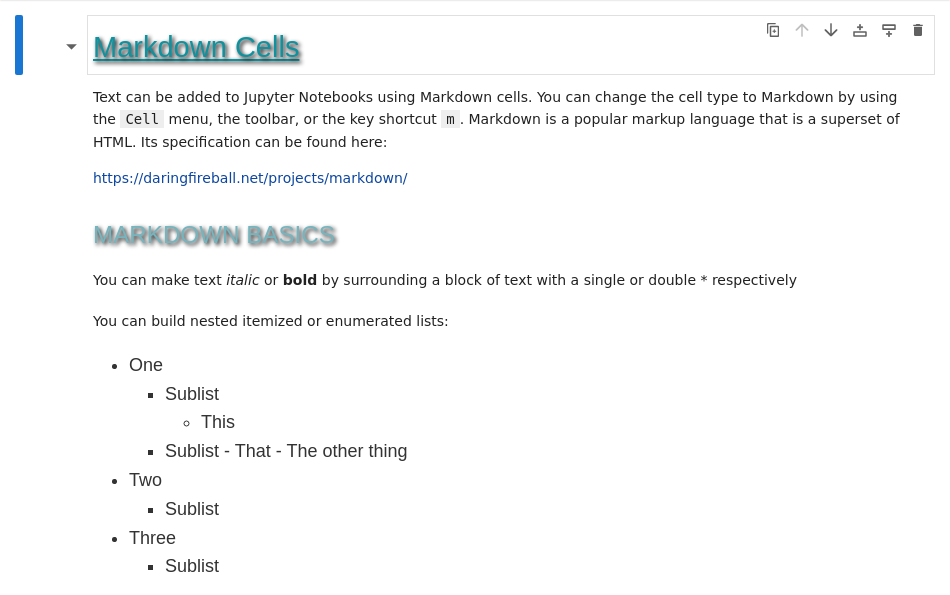 Markdown Cells
Text can be added to Jupyter Notebooks using Markdown cells. You can change the cell type to Markdown by using
the Cell menu, the toolbar, or the key shortcut m. Markdown is a popular markup language that is a superset of
HTML. Its specification can be found here:
https://daringfireball.net/projects/markdown/
MARKDOWN BASICS
You can make text italic or bold by surrounding a block of text with a single or double * respectively
You can build nested itemized or enumerated lists:
One
Sublist
This
Sublist - That - The other thing
Two
Sublist
Three
Sublist